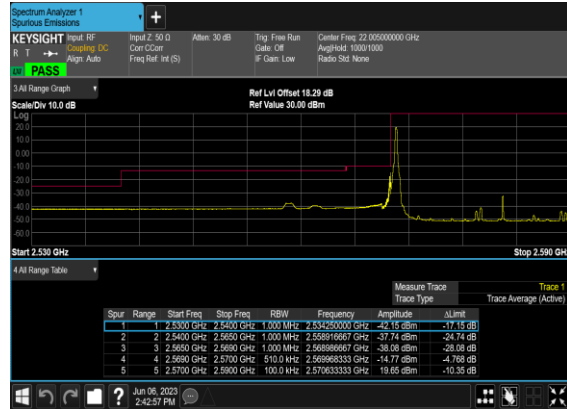 Spectrum Analyzer 1
Spurious Emissions
KEYSIGHT Input: RF Input Z: 50 Ω Atten: 30 dB Trig: Free Run Center Freq: 22.005000000 GHz
R T Coupling: DC Corr CCorr Gate: Off Avg|Hold: 1000/1000
Align: Auto Freq Ref: Int (S) IF Gain: Low Radio Std: None
PASS
3 All Range Graph Ref Lvl Offset 18.29 dB
Scale/Div 10.0 dB Ref Value 30.00 dBm
Log
20.0
10.0
0.00
-10.0
-20.0
-30.0
-40.0
-50.0
-60.0
Start 2.530 GHz Stop 2.590 GHz
4 All Range Table
Measure Trace Trace 1
Trace Type Trace Average (Active)
Spur Range Start Freq Stop Freq RBW Frequency Amplitude ΔLimit
1 1 2.5300 GHz 2.5400 GHz 1.000 MHz 2.534250000 GHz -42.15 dBm -17.15 dB
2 2 2.5400 GHz 2.5650 GHz 1.000 MHz 2.558916667 GHz -37.74 dBm -24.74 dB
3 3 2.5650 GHz 2.5690 GHz 1.000 MHz 2.568986667 GHz -38.08 dBm -28.08 dB
4 4 2.5690 GHz 2.5700 GHz 510.0 kHz 2.569968333 GHz -14.77 dBm -4.768 dB
5 5 2.5700 GHz 2.5900 GHz 100.0 kHz 2.570633333 GHz 19.65 dBm -10.35 dB
? Jun 06, 2023
2:42:57 PM